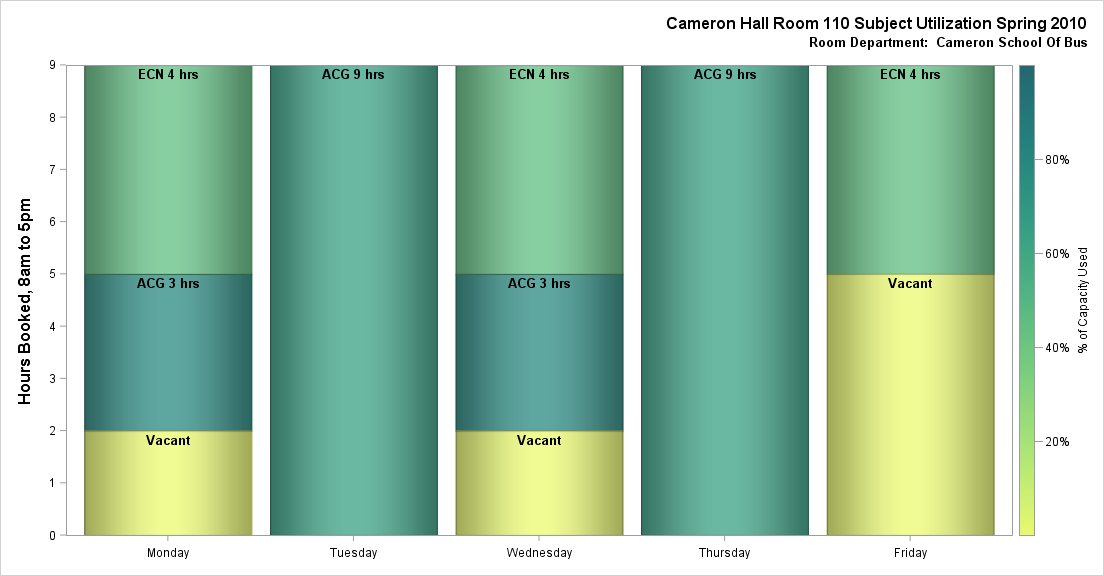 Cameron Hall Room 110 Subject Utilization Spring 2010
Room Department: Cameron School Of Bus
Hours Booked, 8am to 5pm
9
8
7
6
5
4
3
2
1
0
ECN 4 hrs
ACG 3 hrs
Vacant
ACG 9 hrs
ECN 4 hrs
ACG 3 hrs
Vacant
ACG 9 hrs
ECN 4 hrs
Vacant
Monday
Tuesday
Wednesday
Thursday
Friday
80%
60%
40%
20%
% of Capacity Used